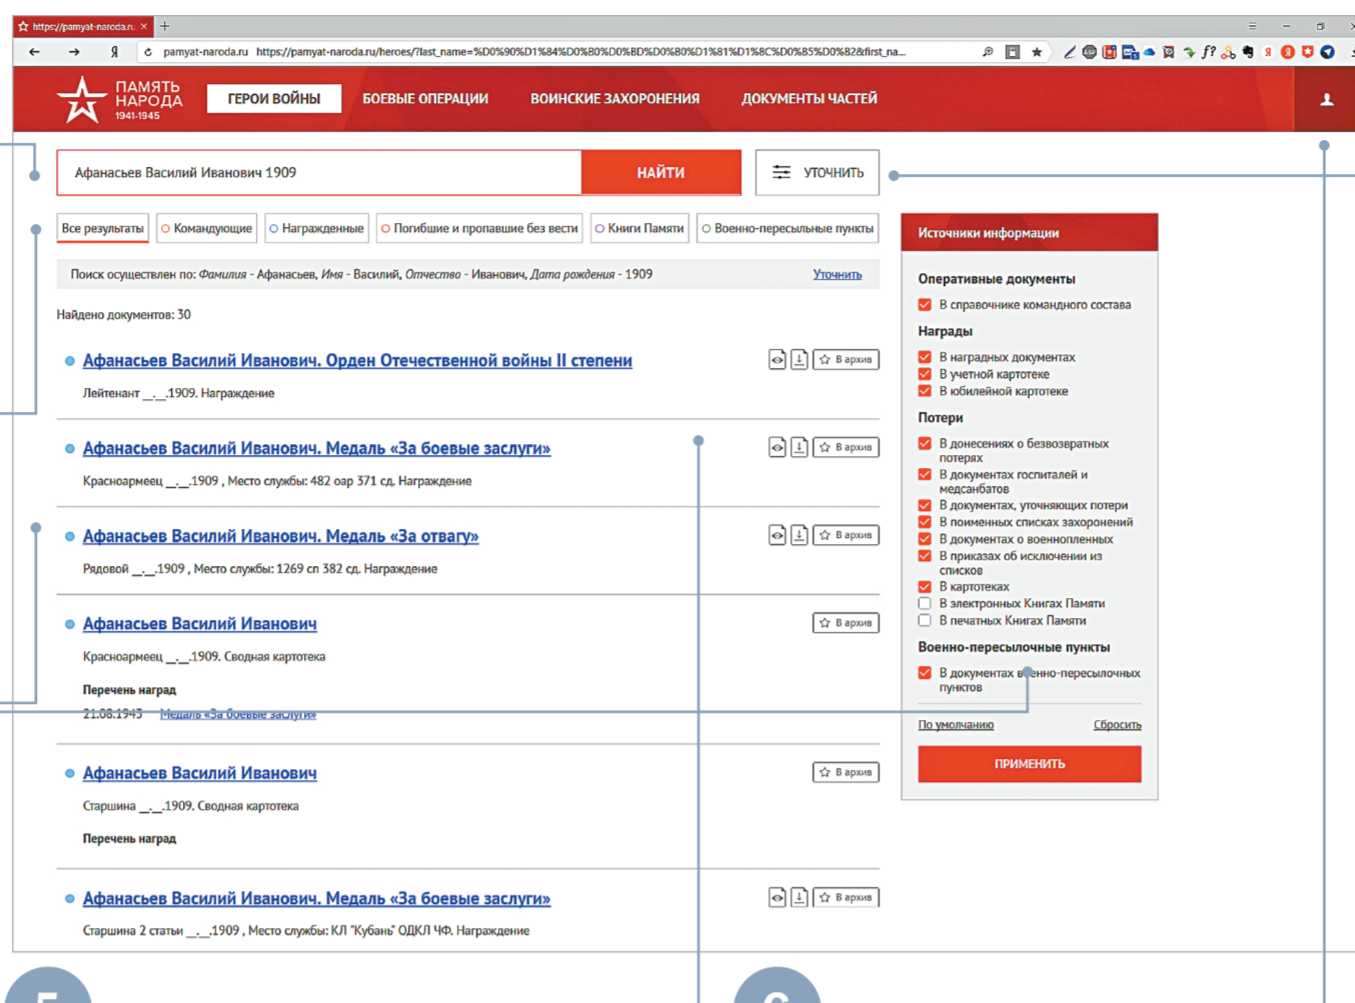 https://pamyat-naroda.ru
pamyat-naroda.ru https://pamyat-naroda.ru/heroes/?last_name=%D0%90%D1%84%D0%B0%D0%BD%D0%B0%D1%81%D1%8C%D0%B5%D0%B2&first_na...
ПАМЯТЬ
НАРОДА
1941-1945
ГЕРОИ ВОЙНЫ
БОЕВЫЕ ОПЕРАЦИИ
ВОИНСКИЕ ЗАХОРОНЕНИЯ
ДОКУМЕНТЫ ЧАСТЕЙ
Афанасьев Василий Иванович 1909
НАЙТИ
УТОЧНИТЬ
Все результаты
Командующие
Награжденные
Погибшие и пропавшие без вести
Книги Памяти
Военно-пересыльные пункты
Поиск осуществлен по: Фамилия - Афанасьев, Имя - Василий, Отчество - Иванович, Дата рождения - 1909
Уточнить
Найдено документов: 30
Афанасьев Василий Иванович. Орден Отечественной войны II степени
В архив
Лейтенант __.__.1909. Награждение
Афанасьев Василий Иванович. Медаль «За боевые заслуги»
В архив
Красноармеец __.__.1909 , Место службы: 482 оар 371 сд. Награждение
Афанасьев Василий Иванович. Медаль «За отвагу»
В архив
Рядовой __.__.1909 , Место службы: 1269 сп 382 сд. Награждение
Афанасьев Василий Иванович
В архив
Красноармеец __.__.1909. Сводная картотека
Перечень наград
21.08.1945 Медаль «За боевые заслуги»
Афанасьев Василий Иванович
В архив
Старшина __.__.1909. Сводная картотека
Перечень наград
Афанасьев Василий Иванович. Медаль «За боевые заслуги»
В архив
Старшина 2 статьи __.__.1909 , Место службы: КЛ "Кубань" ОДКЛ ЧФ. Награждение
Источники информации
Оперативные документы
В справочнике командного состава
Награды
В наградных документах
В учетной картотеке
В юбилейной картотеке
Потери
В донесениях о безвозвратных
потерях
В документах госпиталей и
медсанбатов
В документах, уточняющих потери
В поименных списках захоронений
В документах о военнопленных
В приказах об исключении из
списков
В картотеках
В электронных Книгах Памяти
В печатных Книгах Памяти
Военно-пересылочные пункты
В документах военно-пересылочных
пунктов
По умолчанию
Сбросить
ПРИМЕНИТЬ
5
6